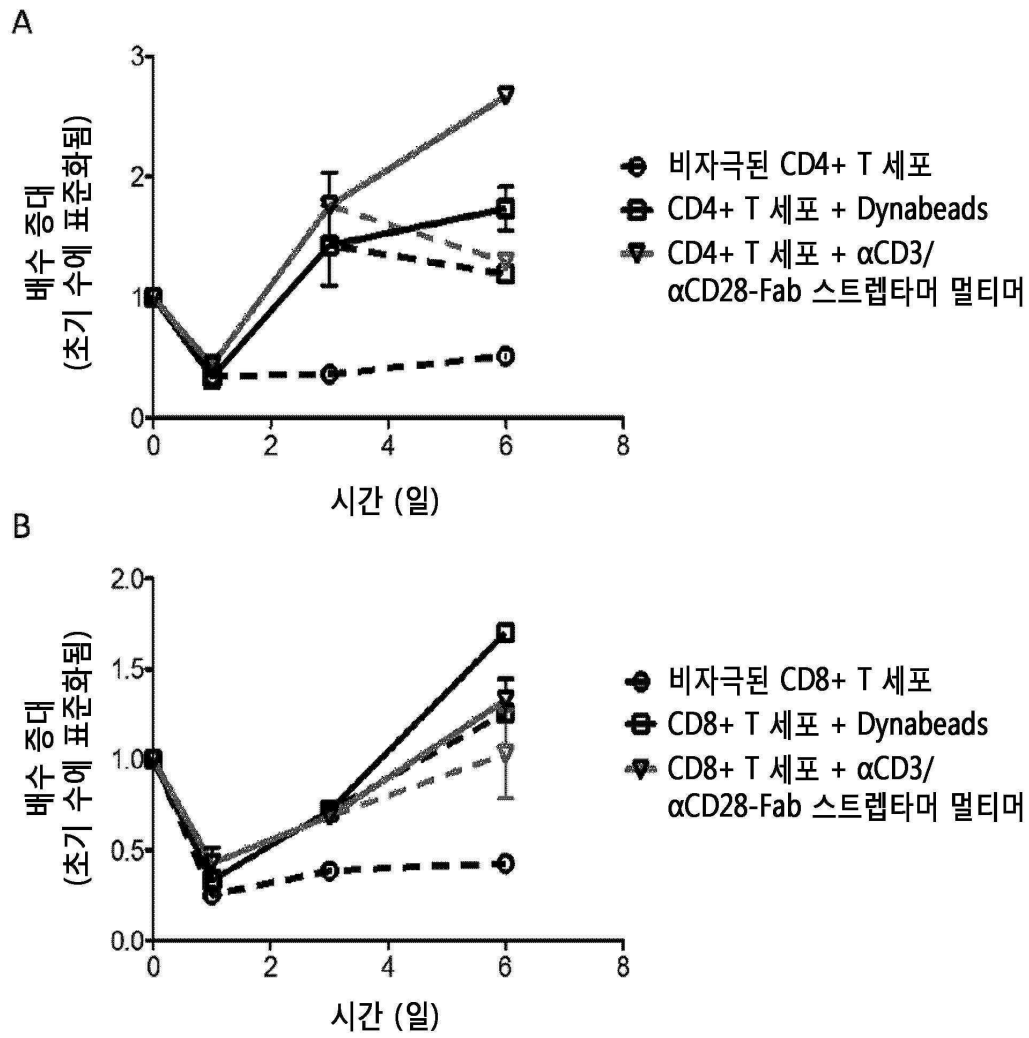 A
3
2
1
0
0 2 4 6 8
배수 증대
(초기 수에 표준화됨)
시간 (일)
비자극된 CD4+ T 세포
CD4+ T 세포 + Dynabeads
CD4+ T 세포 + αCD3/
αCD28-Fab 스트렙타머 멀티머
B
2.0
1.5
1.0
0.5
0.0
0 2 4 6 8
배수 증대
(초기 수에 표준화됨)
시간 (일)
비자극된 CD8+ T 세포
CD8+ T 세포 + Dynabeads
CD8+ T 세포 + αCD3/
αCD28-Fab 스트렙타머 멀티머